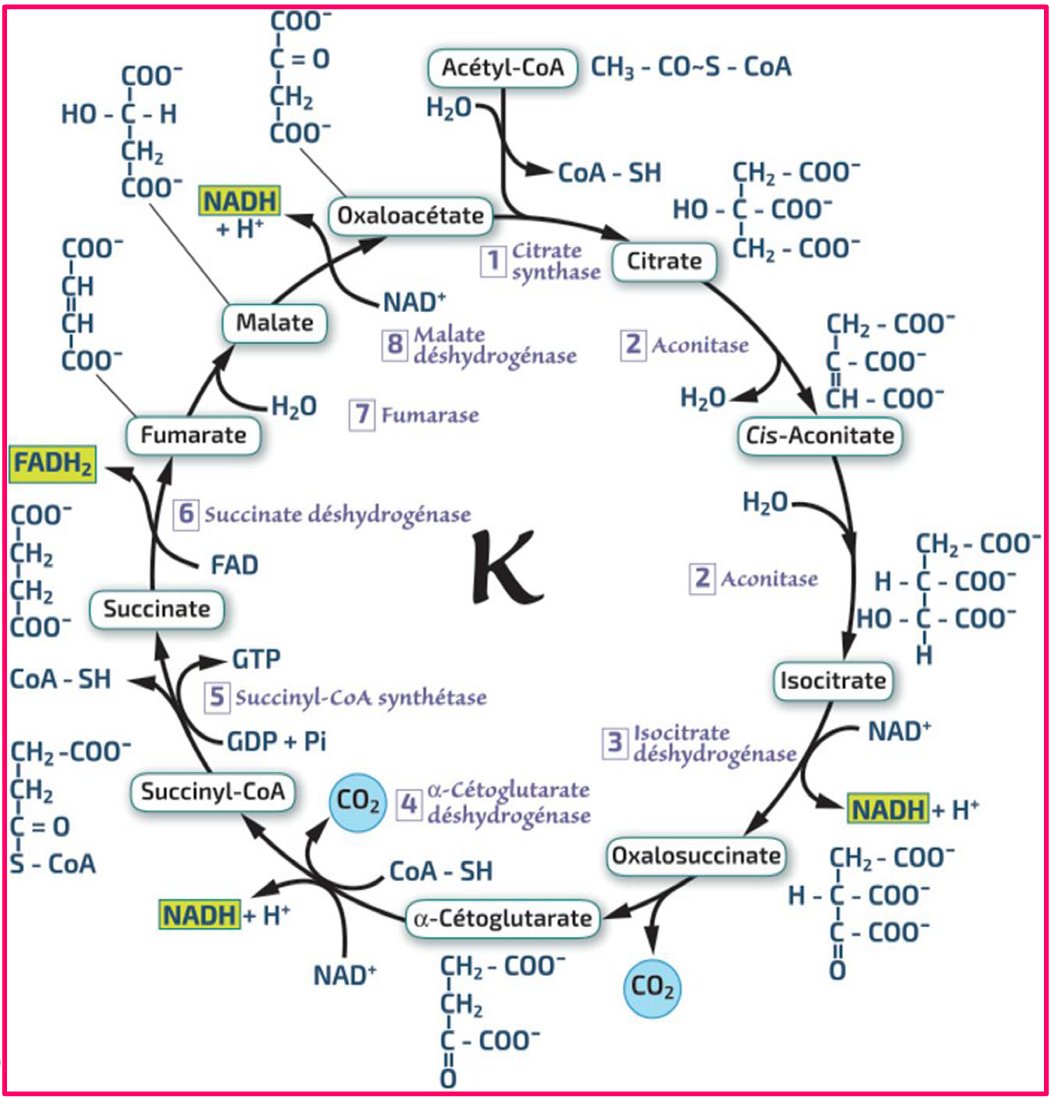 COO⁻
C = O
CH₂
COO⁻
Acétyl-CoA
CH₃ - CO~S - CoA
H₂O
CoA - SH
COO⁻
HO - C - H
CH₂
COO⁻
NADH
+ H⁺
Oxaloacétate
1 Citrate
synthase
Citrate
CH₂ - COO⁻
HO - C - COO⁻
CH₂ - COO⁻
NAD⁺
Malate
8 Malate
déshydrogénase
2 Aconitase
H₂O
CH₂ - COO⁻
C - COO⁻
CH - COO⁻
COO⁻
CH
CH
COO⁻
H₂O
7 Fumarase
Fumarate
Cis-Aconitate
FADH₂
6 Succinate déshydrogénase
FAD
K
H₂O
2 Aconitase
CH₂ - COO⁻
H - C - COO⁻
HO - C - COO⁻
H
COO⁻
CH₂
CH₂
COO⁻
Succinate
Isocitrate
GTP
CoA - SH
5 Succinyl-CoA synthétase
GDP + Pi
3 Isocitrate
déshydrogénase
NAD⁺
NADH + H⁺
CH₂ -COO⁻
CH₂
C = O
S - CoA
Succinyl-CoA
CO₂
4 α-Cétoglutarate
déshydrogénase
Oxalosuccinate
CH₂ - COO⁻
H - C - COO⁻
C - COO⁻
O
CoA - SH
NADH + H⁺
NAD⁺
α-Cétoglutarate
CO₂
CH₂ - COO⁻
CH₂
C - COO⁻
O